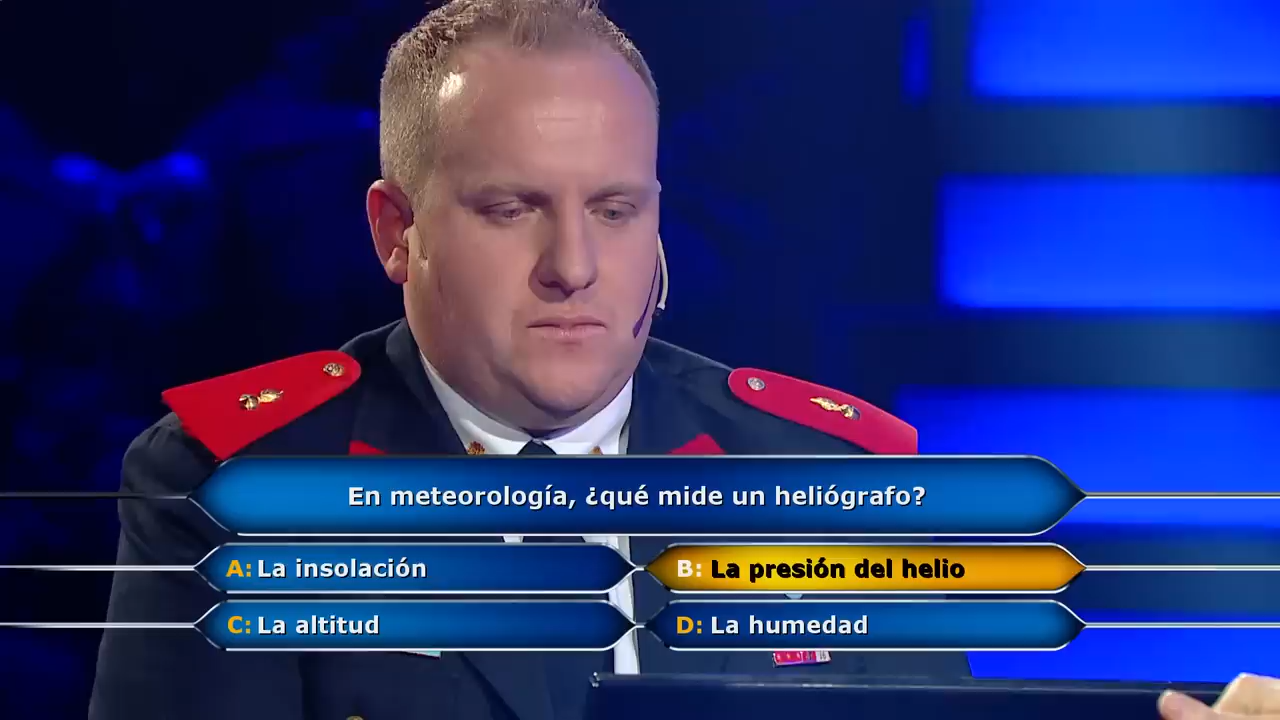 En meteorología, ¿qué mide un heliógrafo?
A: La insolación
B: La presión del helio
C: La altitud
D: La humedad